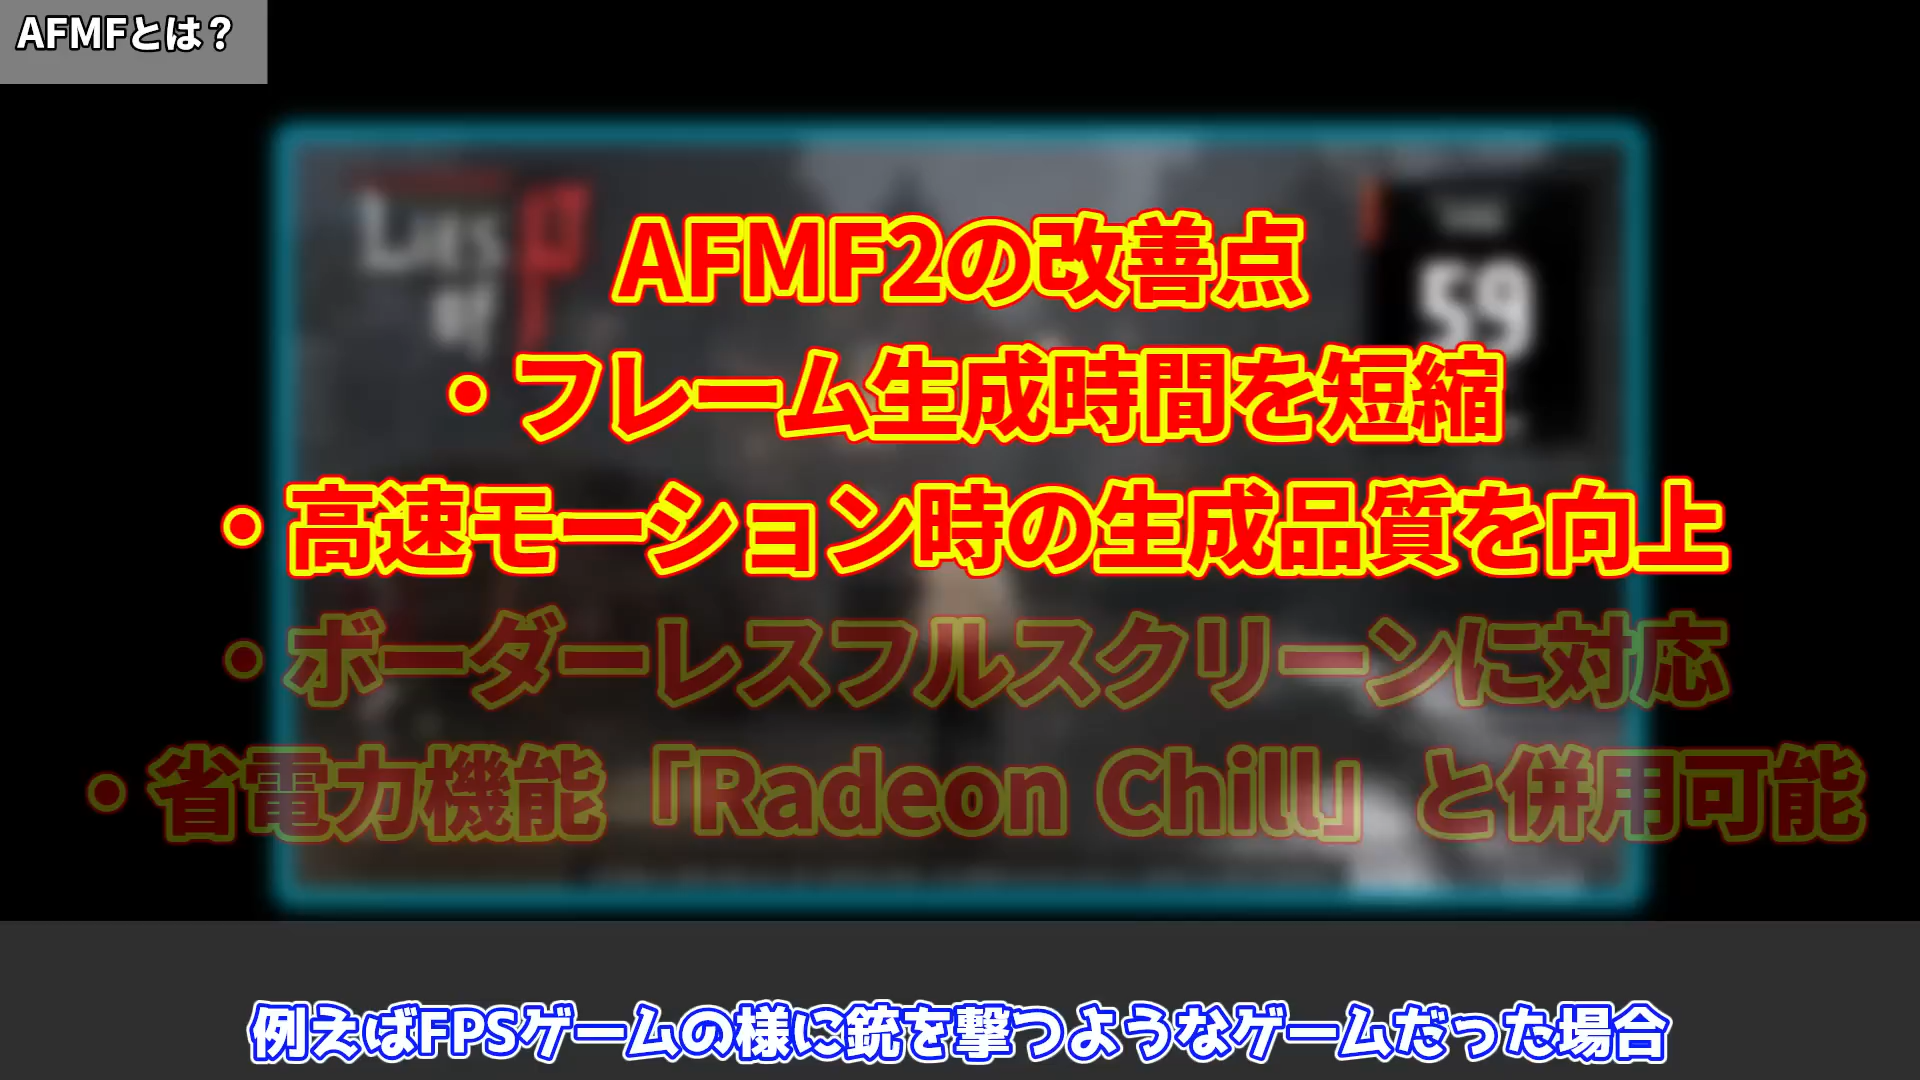 AFMFとは？
Lies
of P
59
AFMF2の改善点
・フレーム生成時間を短縮
・高速モーション時の生成品質を向上
・ボーダーレスフルスクリーンに対応
・省電力機能「Radeon Chill」と併用可能
例えばFPSゲームの様に銃を撃つようなゲームだった場合